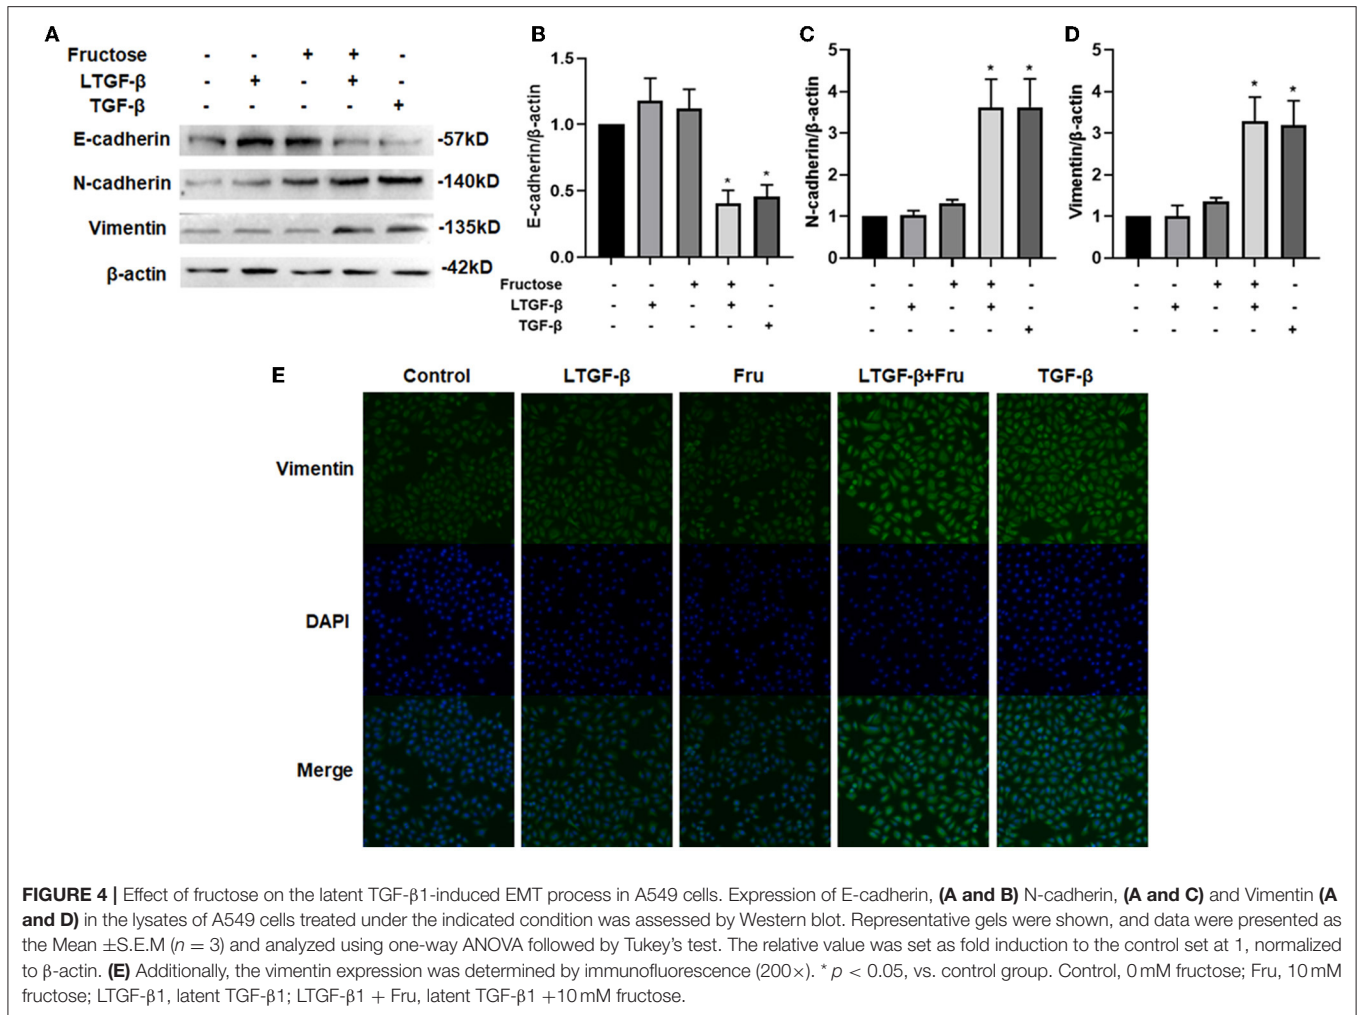 A
Fructose - - + + -
LTGF-β - + - + -
TGF-β - - - - +
E-cadherin -57kD
N-cadherin -140kD
Vimentin -135kD
β-actin -42kD
B
E-cadherin/β-actin
1.5
1.0
0.5
0.0
Fructose - - + + -
LTGF-β - + - + -
TGF-β - - - - +
* *
C
N-cadherin/β-actin
5
4
3
2
1
0
* *
- - + + -
- + - + -
- - - - +
D
Vimentin/β-actin
5
4
3
2
1
0
* *
- - + + -
- + - + -
- - - - +
E
Control LTGF-β Fru LTGF-β+Fru TGF-β
Vimentin
DAPI
Merge
FIGURE 4 | Effect of fructose on the latent TGF-β1-induced EMT process in A549 cells. Expression of E-cadherin, (A and B) N-cadherin, (A and C) and Vimentin (A
and D) in the lysates of A549 cells treated under the indicated condition was assessed by Western blot. Representative gels were shown, and data were presented as
the Mean ±S.E.M (n = 3) and analyzed using one-way ANOVA followed by Tukey's test. The relative value was set as fold induction to the control set at 1, normalized
to β-actin. (E) Additionally, the vimentin expression was determined by immunofluorescence (200×). *p < 0.05, vs. control group. Control, 0 mM fructose; Fru, 10 mM
fructose; LTGF-β1, latent TGF-β1; LTGF-β1 + Fru, latent TGF-β1 +10 mM fructose.